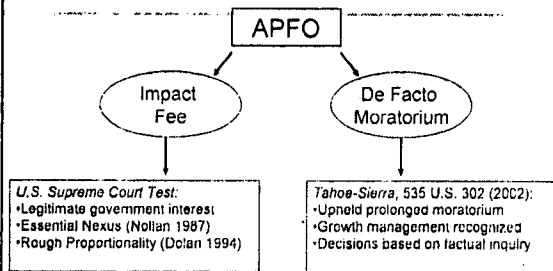 APFO
Impact
Fee
De Facto
Moratorium
U.S. Supreme Court Test:
•Legitimate government interest
•Essential Nexus (Nollan 1987)
•Rough Proportionality (Dolan 1994)
Tahoe-Sierra, 535 U.S. 302 (2002):
•Upheld prolonged moratorium
•Growth management recognized
•Decisions based on factual inquiry